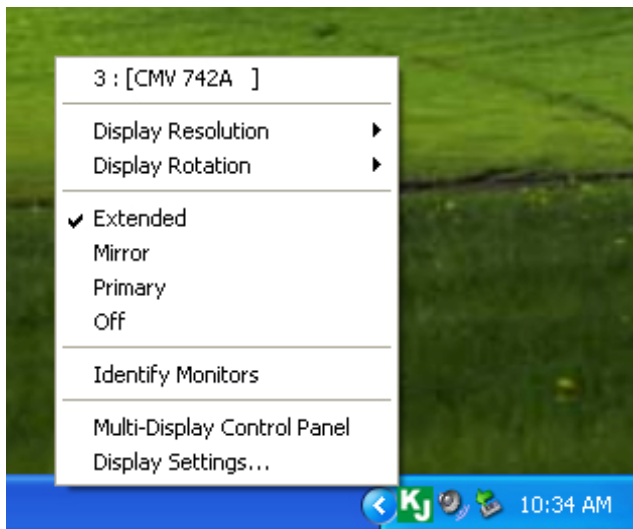 3 : [CMV 742A   ]
Display Resolution
Display Rotation
Extended
Mirror
Primary
Off
Identify Monitors
Multi-Display Control Panel
Display Settings...
KJ 10:34 AM